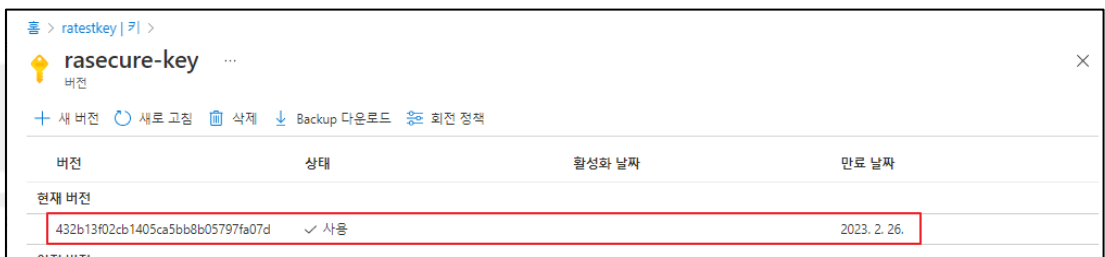 홈 > ratestkey | 키 >
rasecure-key ...
버전
새 버전 새로 고침 삭제 Backup 다운로드 회전 정책
버전 상태 활성화 날짜 만료 날짜
현재 버전
432b13f02cb1405ca5bb8b05797fa07d ✓ 사용 2023. 2. 26.